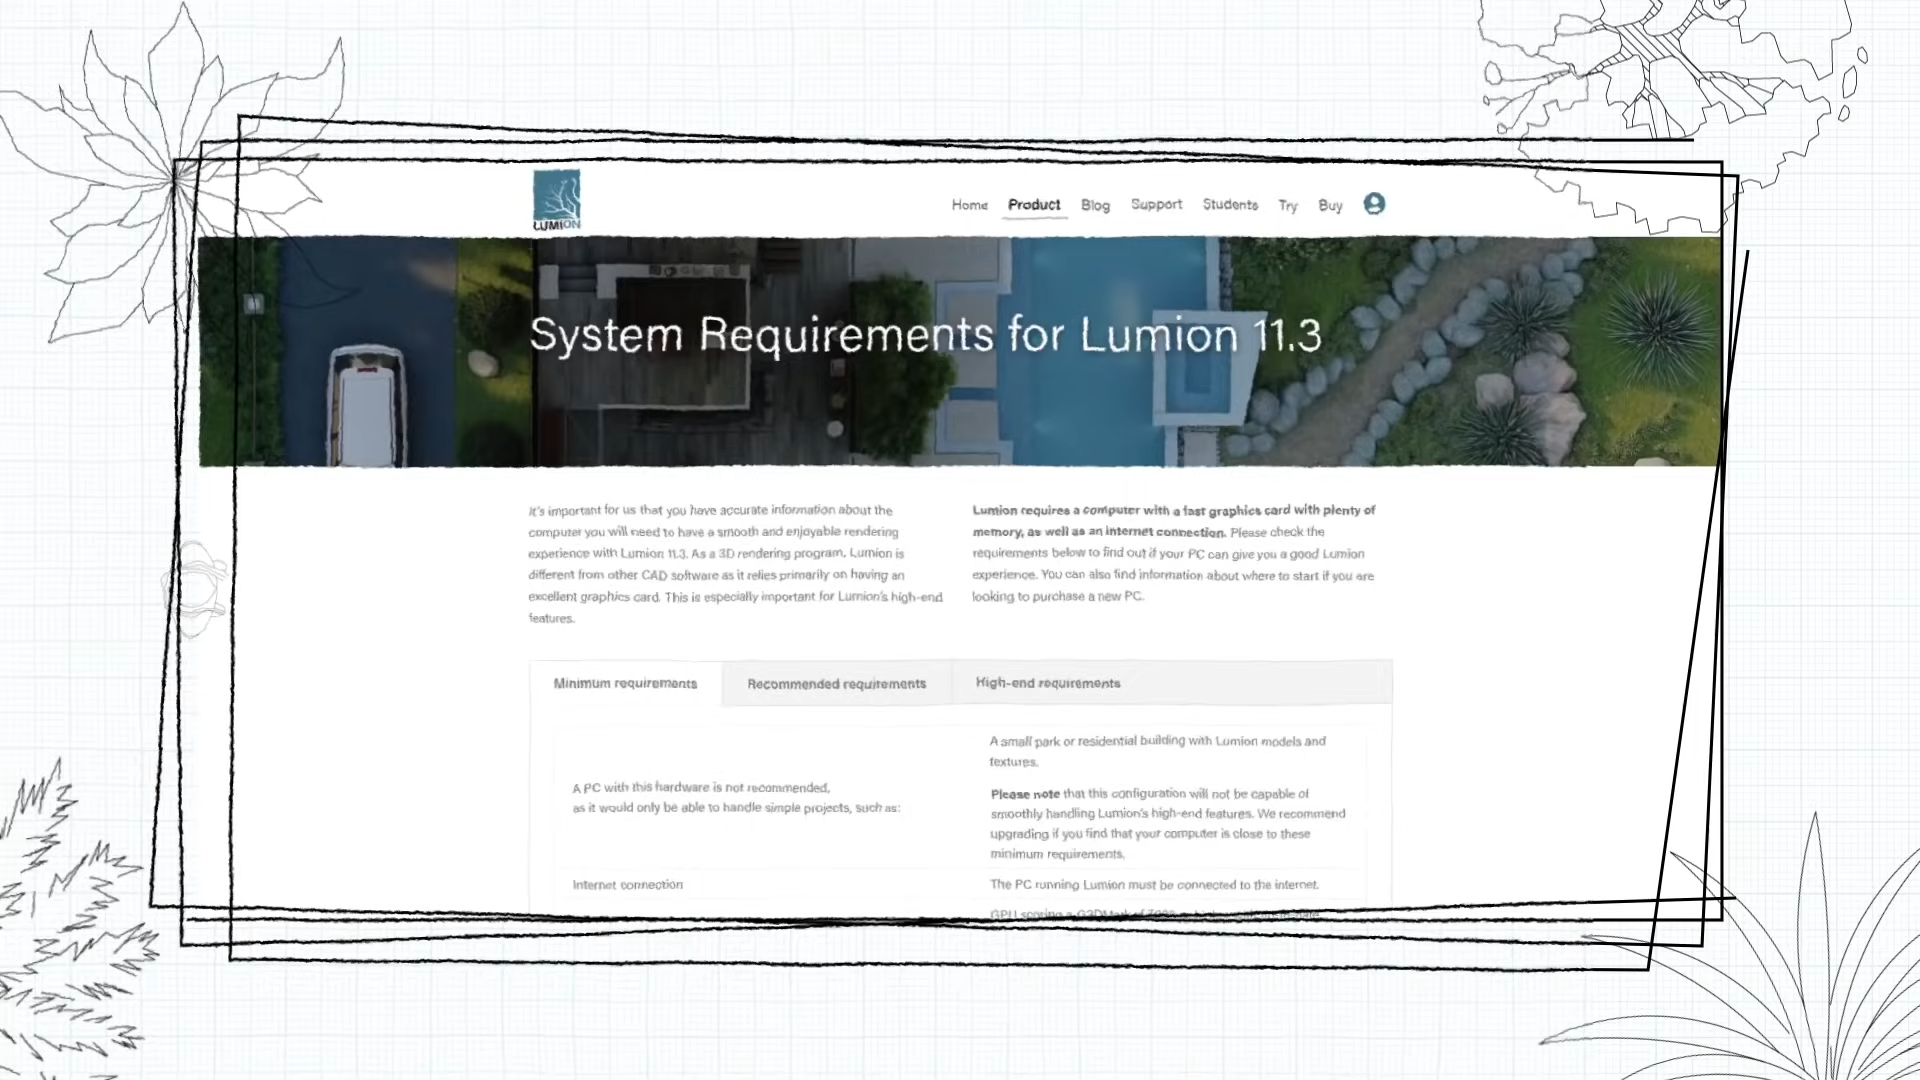 LUMION
Home Product Blog Support Students Try Buy
System Requirements for Lumion 11.3
It's important for us that you have accurate information about the
computer you will need to have a smooth and enjoyable rendering
experience with Lumion 11.3. As a 3D rendering program, Lumion is
different from other CAD software as it relies primarily on having an
excellent graphics card. This is especially important for Lumion's high-end
features.
Lumion requires a computer with a fast graphics card with plenty of
memory, as well as an internet connection. Please check the
requirements below to find out if your PC can give you a good Lumion
experience. You can also find information about where to start if you are
looking to purchase a new PC.
Minimum requirements Recommended requirements High-end requirements
A PC with this hardware is not recommended,
as it would only be able to handle simple projects, such as:
A small park or residential building with Lumion models and
textures.
Please note that this configuration will not be capable of
smoothly handling Lumion's high-end features. We recommend
upgrading if you find that your computer is close to these
minimum requirements.
Internet connection
The PC running Lumion must be connected to the internet.
GPU scoring a G3DMark of